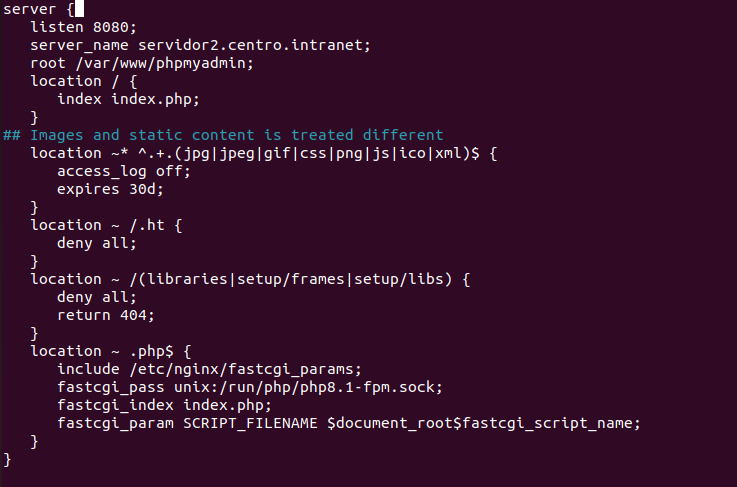 server {
   listen 8080;
   server_name servidor2.centro.intranet;
   root /var/www/phpmyadmin;
   location / {
      index index.php;
   }
## Images and static content is treated different
   location ~* ^.+.(jpg|jpeg|gif|css|png|js|ico|xml)$ {
      access_log off;
      expires 30d;
   }
   location ~ /.ht {
      deny all;
   }
   location ~ /(libraries|setup/frames|setup/libs) {
      deny all;
      return 404;
   }
   location ~ .php$ {
      include /etc/nginx/fastcgi_params;
      fastcgi_pass unix:/run/php/php8.1-fpm.sock;
      fastcgi_index index.php;
      fastcgi_param SCRIPT_FILENAME $document_root$fastcgi_script_name;
   }
}